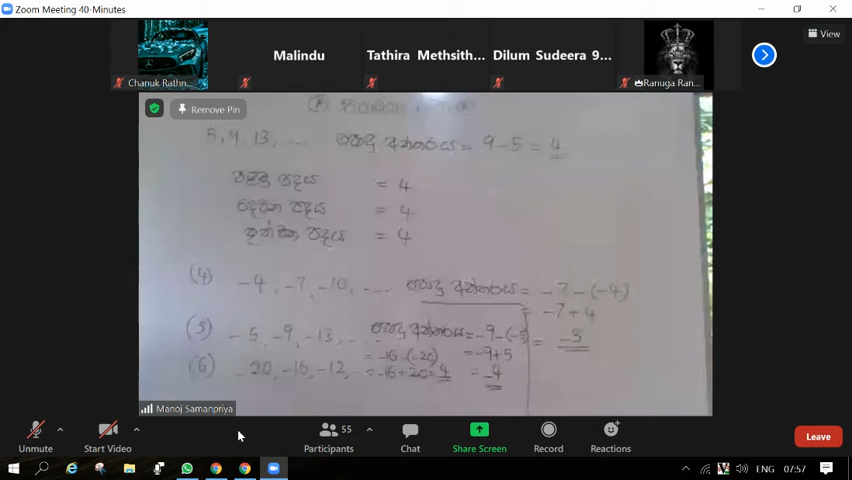 Zoom Meeting 40-Minutes
View
Malindu
Tathira Methsith...
Dilum Sudeera 9...
Chanuk Rathn...
Ranuga Ran...
Remove Pin
5, 9, 13, .... පොදු අන්තරය = 9 - 5 = 4
පළමු පදය = 4
දෙවන පදය = 4
තුන්වන පදය = 4
(4) -4, -7, -10, .... පොදු අන්තරය = -7-(-4)
= -7+4
= -3
(5) -5, -9, -13, .. පොදු අන්තරය = -9-(-5)
= -9+5
= -4
(6) -20, -16, -12, .. = -16-(-20)
= -16+20=4
Manoj Samanpriya
Unmute
Start Video
55
Participants
Chat
Share Screen
Record
Reactions
Leave
ENG
07:57